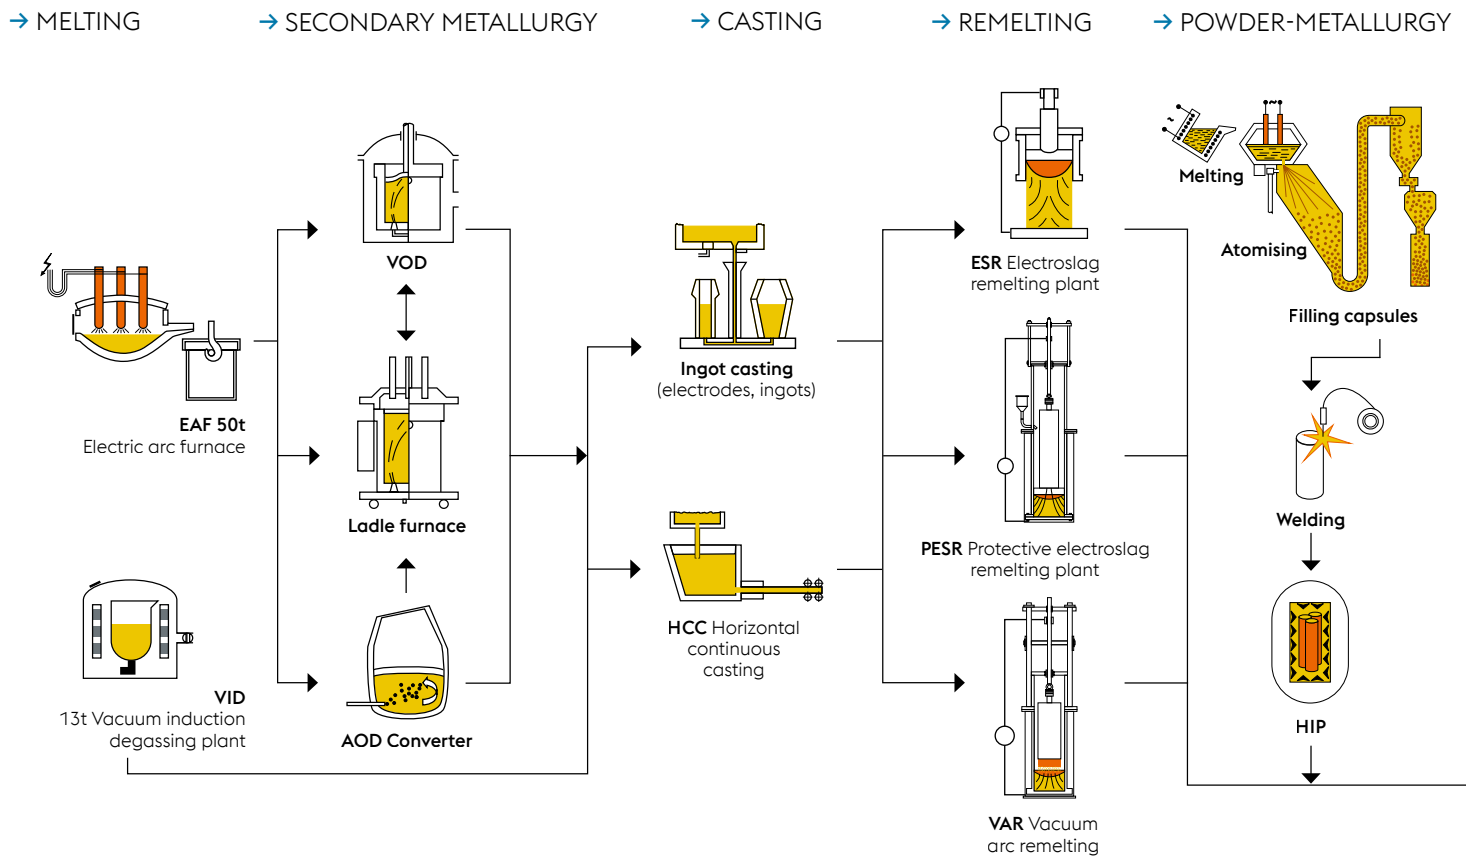 → MELTING
→ SECONDARY METALLURGY
→ CASTING
→ REMELTING
→ POWDER-METALLURGY
EAF 50t
Electric arc furnace
VID
13t Vacuum induction
degassing plant
VOD
Ladle furnace
AOD Converter
Ingot casting
(electrodes, ingots)
HCC Horizontal
continuous
casting
ESR Electroslag
remelting plant
PESR Protective electroslag
remelting plant
VAR Vacuum
arc remelting
Melting
Atomising
Filling capsules
Welding
HIP